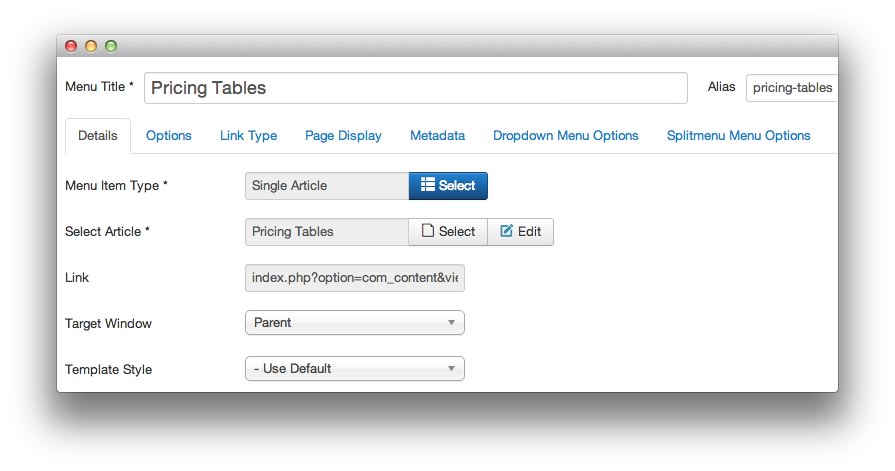 Menu Title * Pricing Tables Alias pricing-tables
Details Options Link Type Page Display Metadata Dropdown Menu Options Splitmenu Menu Options
Menu Item Type * Single Article Select
Select Article * Pricing Tables Select Edit
Link index.php?option=com_content&vie
Target Window Parent
Template Style - Use Default